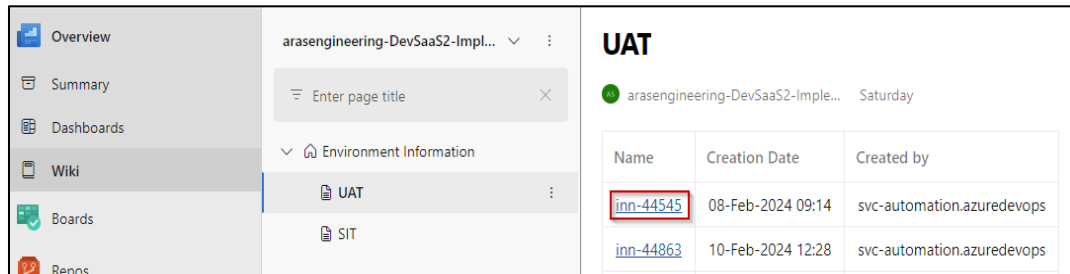 Overview
Summary
Dashboards
Wiki
Boards
Repos
arasengineering-DevSaaS2-Impl...
Enter page title
Environment Information
UAT
SIT
UAT
AS arasengineering-DevSaaS2-Imple... Saturday
Name Creation Date Created by
inn-44545 08-Feb-2024 09:14 svc-automation.azuredevops
inn-44863 10-Feb-2024 12:28 svc-automation.azuredevops